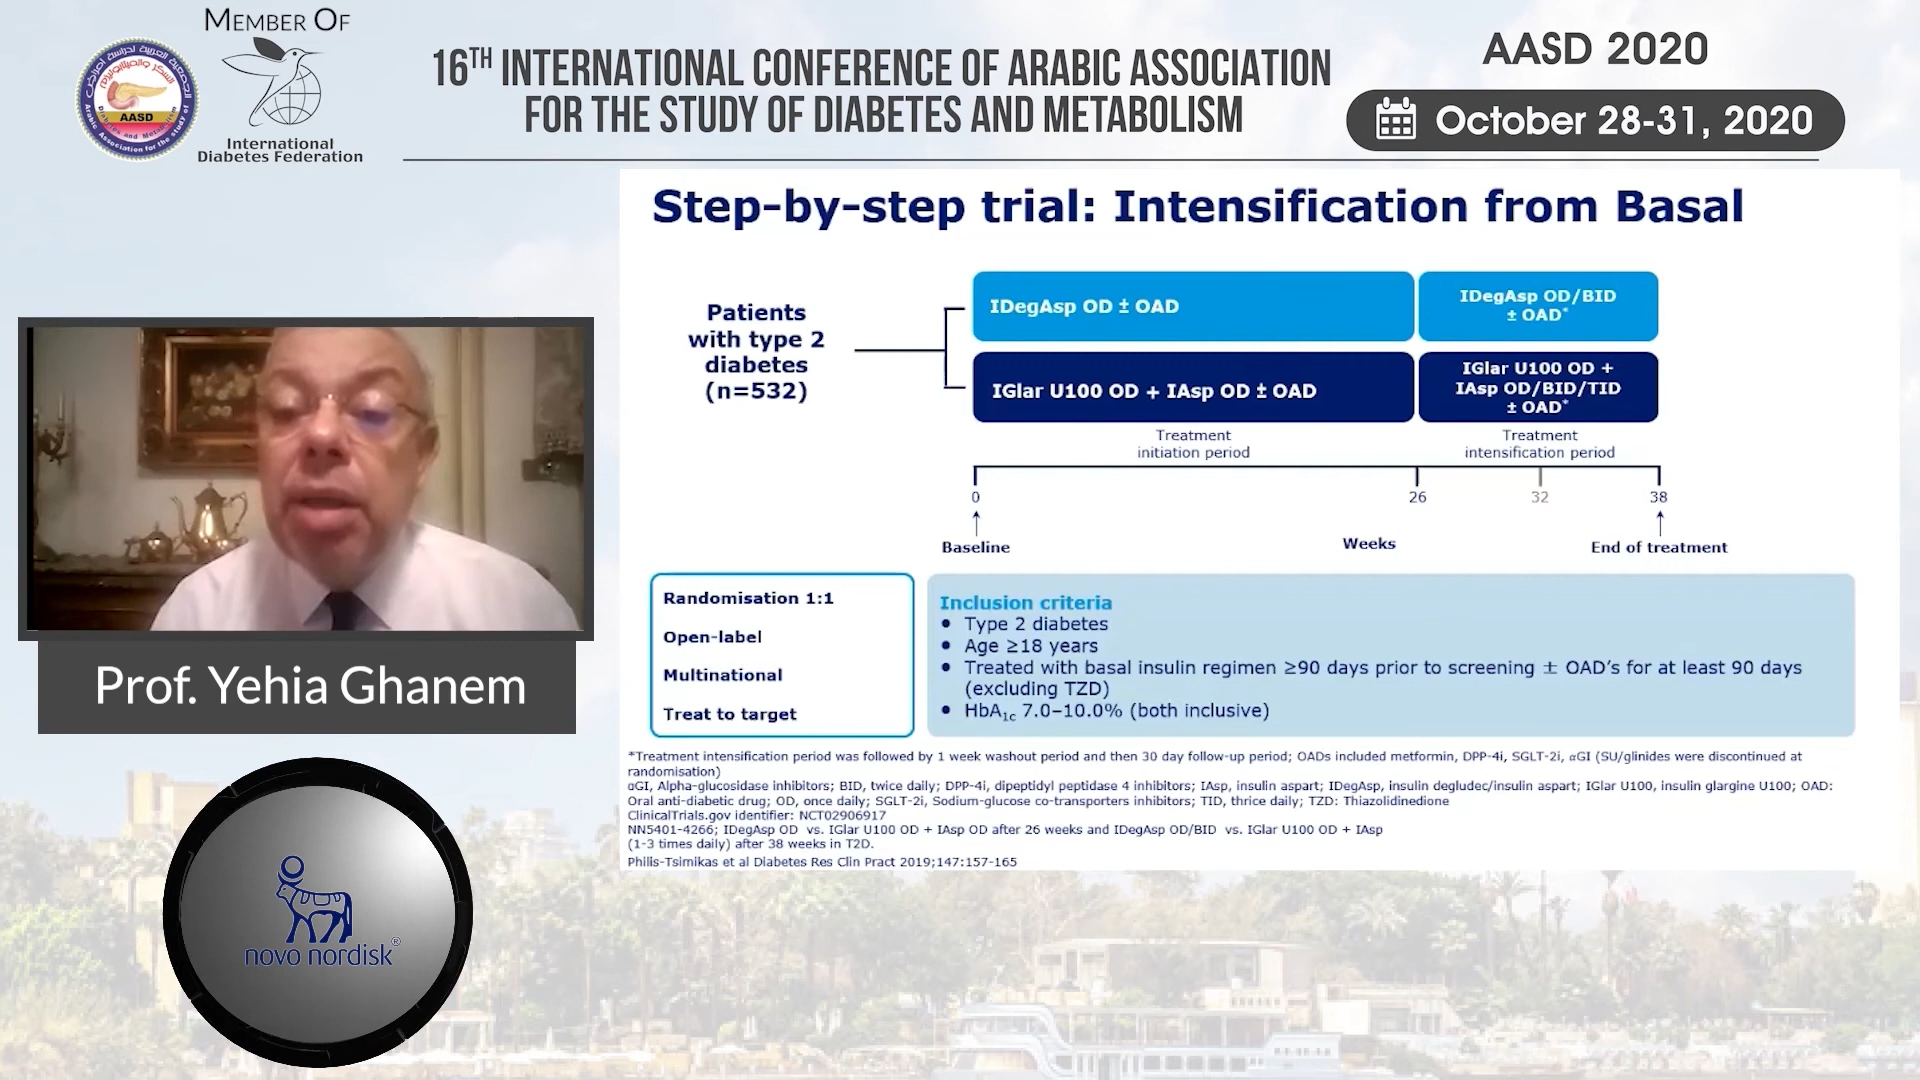 MEMBER OF
AASD
International
Diabetes Federation
16TH INTERNATIONAL CONFERENCE OF ARABIC ASSOCIATION
FOR THE STUDY OF DIABETES AND METABOLISM
AASD 2020
October 28-31, 2020
Step-by-step trial: Intensification from Basal
Patients
with type 2
diabetes
(n=532)
IDegAsp OD ± OAD
IDegAsp OD/BID
± OAD*
IGlar U100 OD + IAsp OD ± OAD
IGlar U100 OD +
IAsp OD/BID/TID
± OAD*
Treatment
initiation period
Treatment
intensification period
0
26
32
38
Baseline
Weeks
End of treatment
Randomisation 1:1
Open-label
Multinational
Treat to target
Inclusion criteria
• Type 2 diabetes
• Age ≥18 years
• Treated with basal insulin regimen ≥90 days prior to screening ± OAD's for at least 90 days
(excluding TZD)
• HbA1c 7.0–10.0% (both inclusive)
*Treatment intensification period was followed by 1 week washout period and then 30 day follow-up period; OADs included metformin, DPP-4i, SGLT-2i, αGI (SU/glinides were discontinued at
randomisation)
αGI, Alpha-glucosidase inhibitors; BID, twice daily; DPP-4i, dipeptidyl peptidase 4 inhibitors; IAsp, insulin aspart; IDegAsp, insulin degludec/insulin aspart; IGlar U100, insulin glargine U100; OAD:
Oral anti-diabetic drug; OD, once daily; SGLT-2i, Sodium-glucose co-transporters inhibitors; TID, thrice daily; TZD: Thiazolidinedione
ClinicalTrials.gov identifier: NCT02906917
NN5401-4266; IDegAsp OD vs. IGlar U100 OD + IAsp OD after 26 weeks and IDegAsp OD/BID vs. IGlar U100 OD + IAsp
(1-3 times daily) after 38 weeks in T2D.
Philis-Tsimikas et al Diabetes Res Clin Pract 2019;147:157-165
Prof. Yehia Ghanem
novo nordisk®